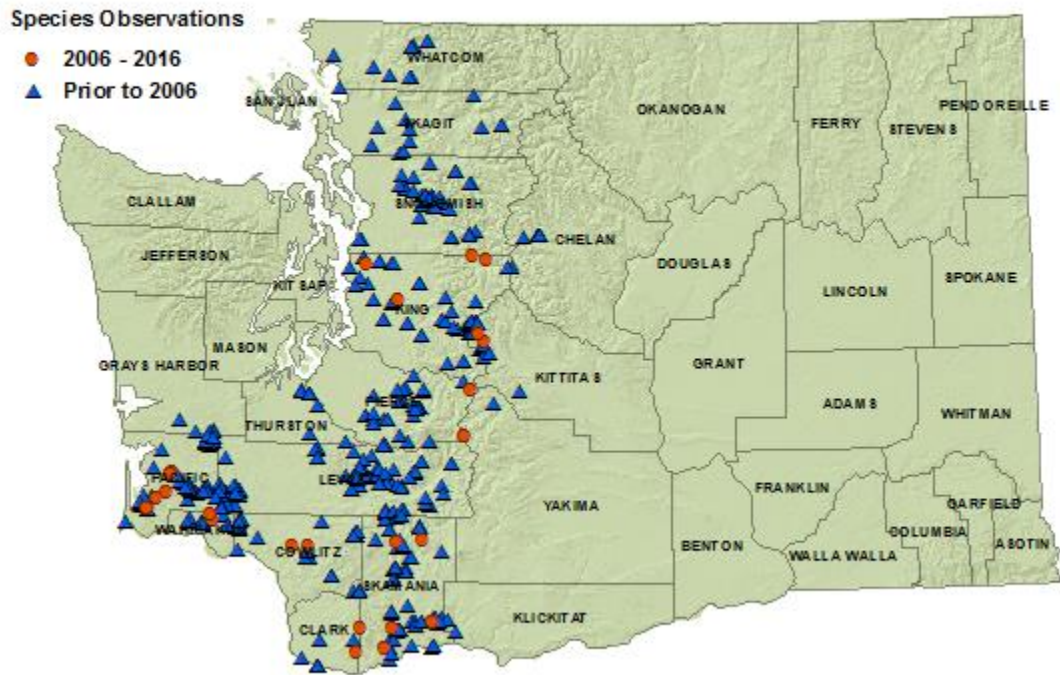 Species Observations
2006 - 2016
Prior to 2006
WHATCOM
SAN JUAN
SKAGIT
OKANOGAN
FERRY
STEVENS
PEND OREILLE
CLALLAM
SNOHOMISH
CHELAN
JEFFERSON
DOUGLAS
KITSAP
LINCOLN
SPOKANE
KING
MASON
GRAYS HARBOR
GRANT
KITTITAS
PIERCE
ADAMS
WHITMAN
THURSTON
PACIFIC
LEWIS
YAKIMA
FRANKLIN
GARFIELD
WAHKIAKUM
COLUMBIA
COWLITZ
BENTON
WALLA WALLA
ASOTIN
SKAMANIA
KLICKITAT
CLARK